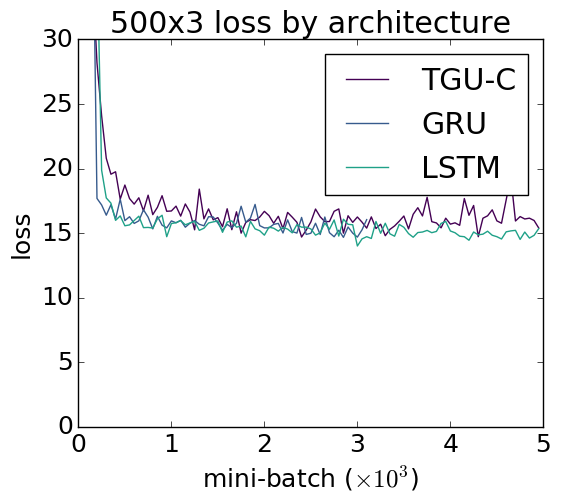 500x3 loss by architecture
30
25
20
15
10
5
0
loss
TGU-C
GRU
LSTM
0 1 2 3 4 5
mini-batch (×10³)